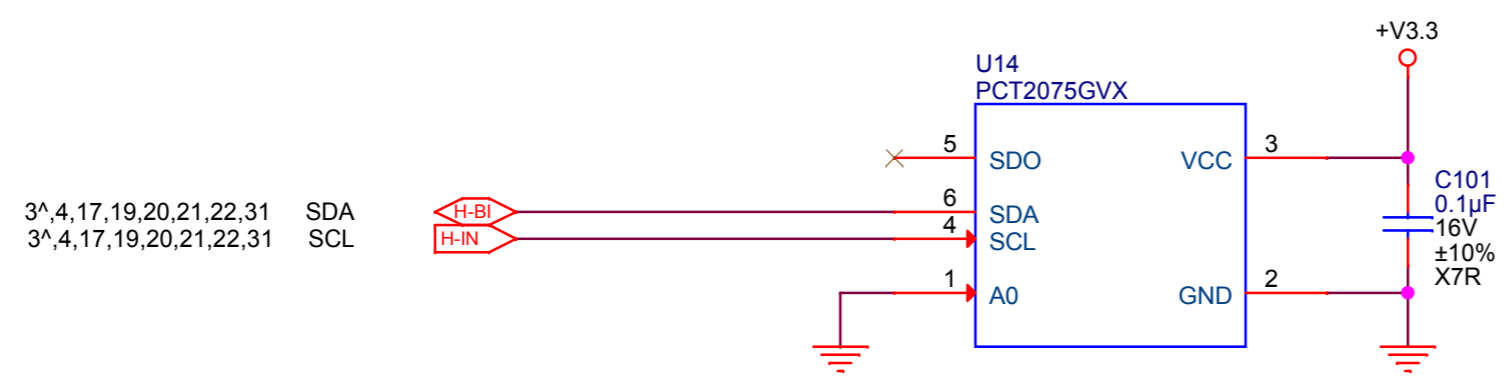 +V3.3
U14
PCT2075GVX
5 SDO VCC 3
3^,4,17,19,20,21,22,31 SDA H-BI 6 SDA
3^,4,17,19,20,21,22,31 SCL H-IN 4 SCL
C101
0.1µF
16V
±10%
X7R
1 A0 GND 2